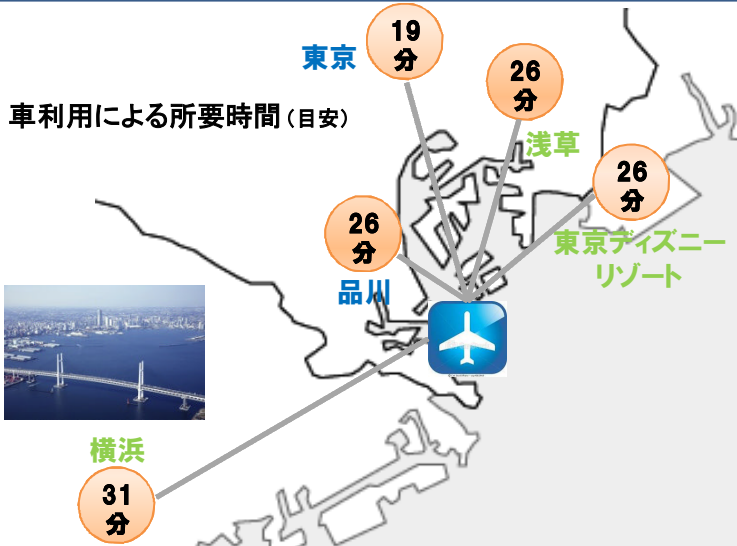 19
分
東京
26
分
車利用による所要時間（目安）
浅草
26
分
26
分
東京ディズニー
リゾート
品川
横浜
31
分